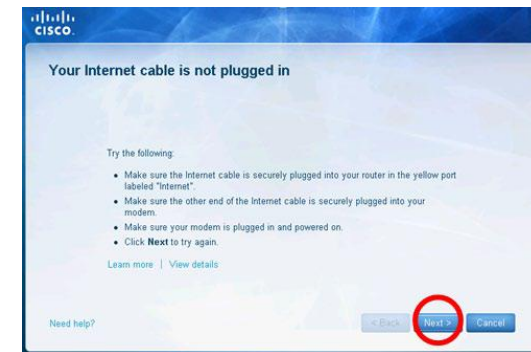 CISCO.
Your Internet cable is not plugged in
Try the following:
• Make sure the Internet cable is securely plugged into your router in the yellow port
labeled "Internet".
• Make sure the other end of the Internet cable is securely plugged into your
modem.
• Make sure your modem is plugged in and powered on.
• Click Next to try again.
Learn more | View details
Need help? < Back Next > Cancel